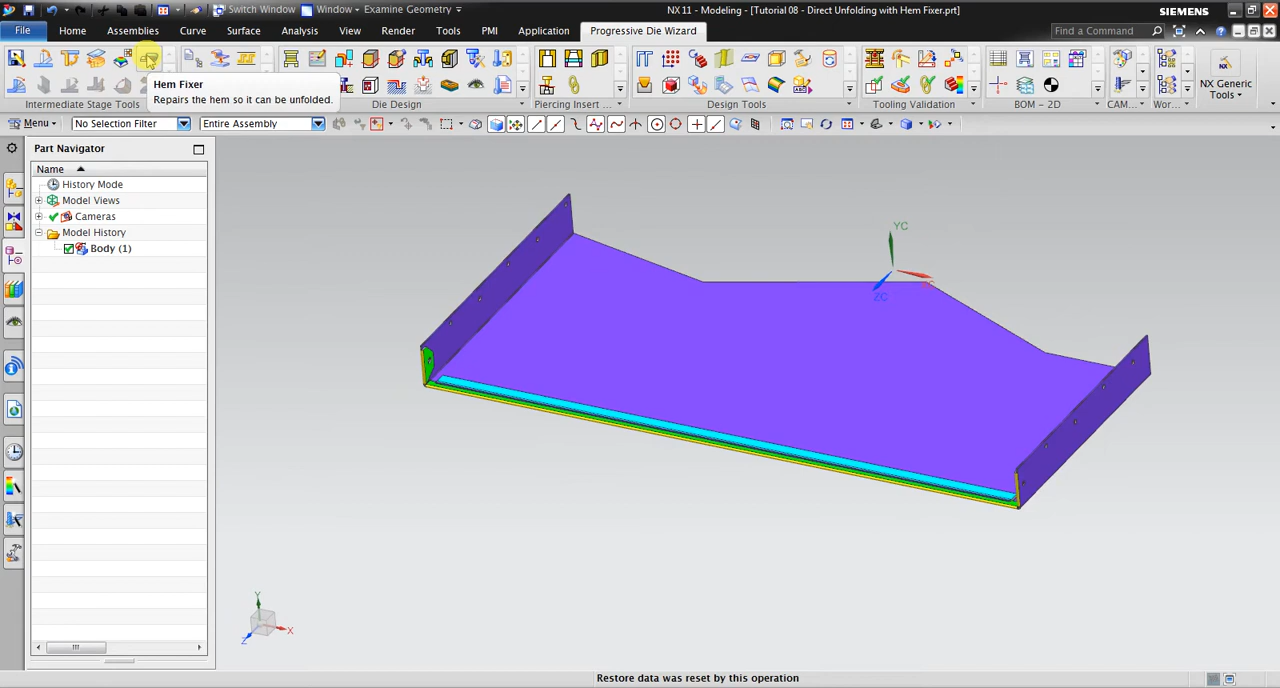 Switch Window
Window
Examine Geometry
NX 11 - Modeling - [Tutorial 08 - Direct Unfolding with Hem Fixer.prt]
SIEMENS
File
Home
Assemblies
Curve
Surface
Analysis
View
Render
Tools
PMI
Application
Progressive Die Wizard
Find a Command
Hem Fixer
Repairs the hem so it can be unfolded.
NX Generic
Tools
Intermediate Stage Tools
Die Design
Piercing Insert ...
Design Tools
Tooling Validation
BOM - 2D
CAM...
Wor...
Menu
No Selection Filter
Entire Assembly
Part Navigator
Name
History Mode
Model Views
Cameras
Model History
Body (1)
YC
ZC
Y
X
Z
Restore data was reset by this operation